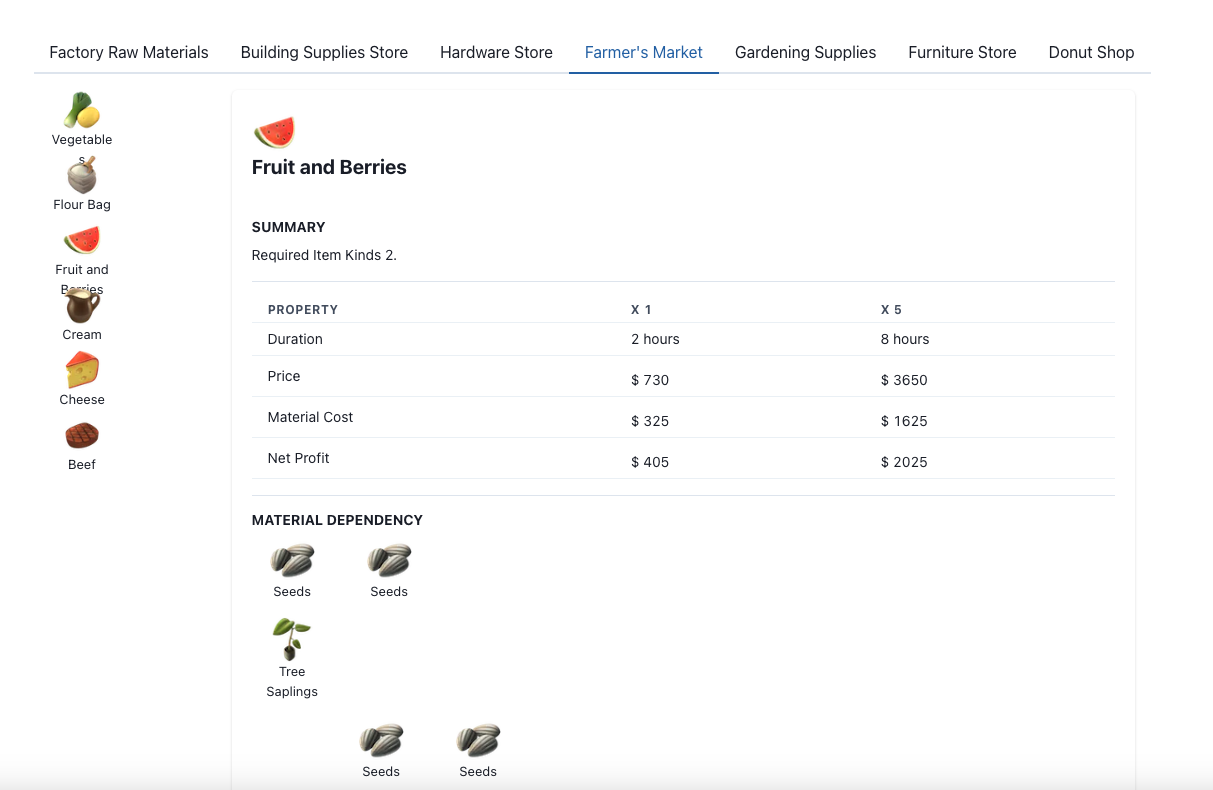 Factory Raw Materials Building Supplies Store Hardware Store Farmer's Market Gardening Supplies Furniture Store Donut Shop
Vegetable
s
Flour Bag
Fruit and
Berries
Cream
Cheese
Beef
Fruit and Berries
SUMMARY
Required Item Kinds 2.
PROPERTY X 1 X 5
Duration 2 hours 8 hours
Price $ 730 $ 3650
Material Cost $ 325 $ 1625
Net Profit $ 405 $ 2025
MATERIAL DEPENDENCY
Seeds Seeds
Tree
Saplings
Seeds Seeds